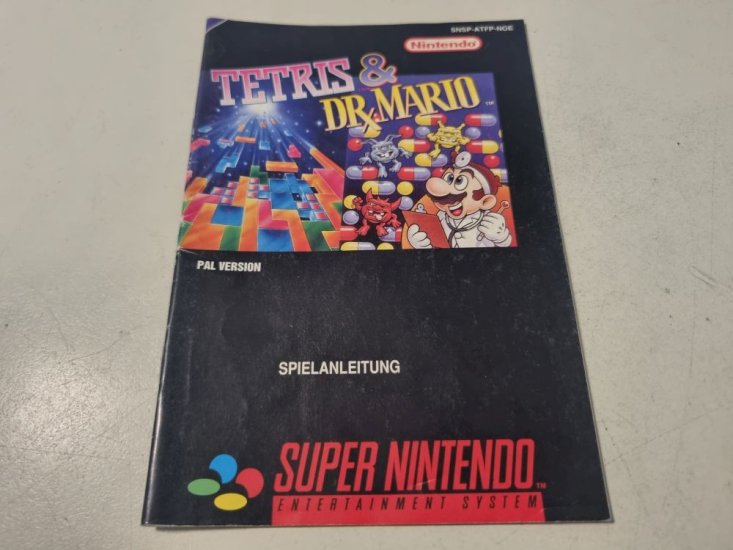 SNSP-ATFP-NOE
Nintendo
TETRIS &
DR. MARIO TM
PAL VERSION
SPIELANLEITUNG
SUPER NINTENDO TM
ENTERTAINMENT SYSTEM